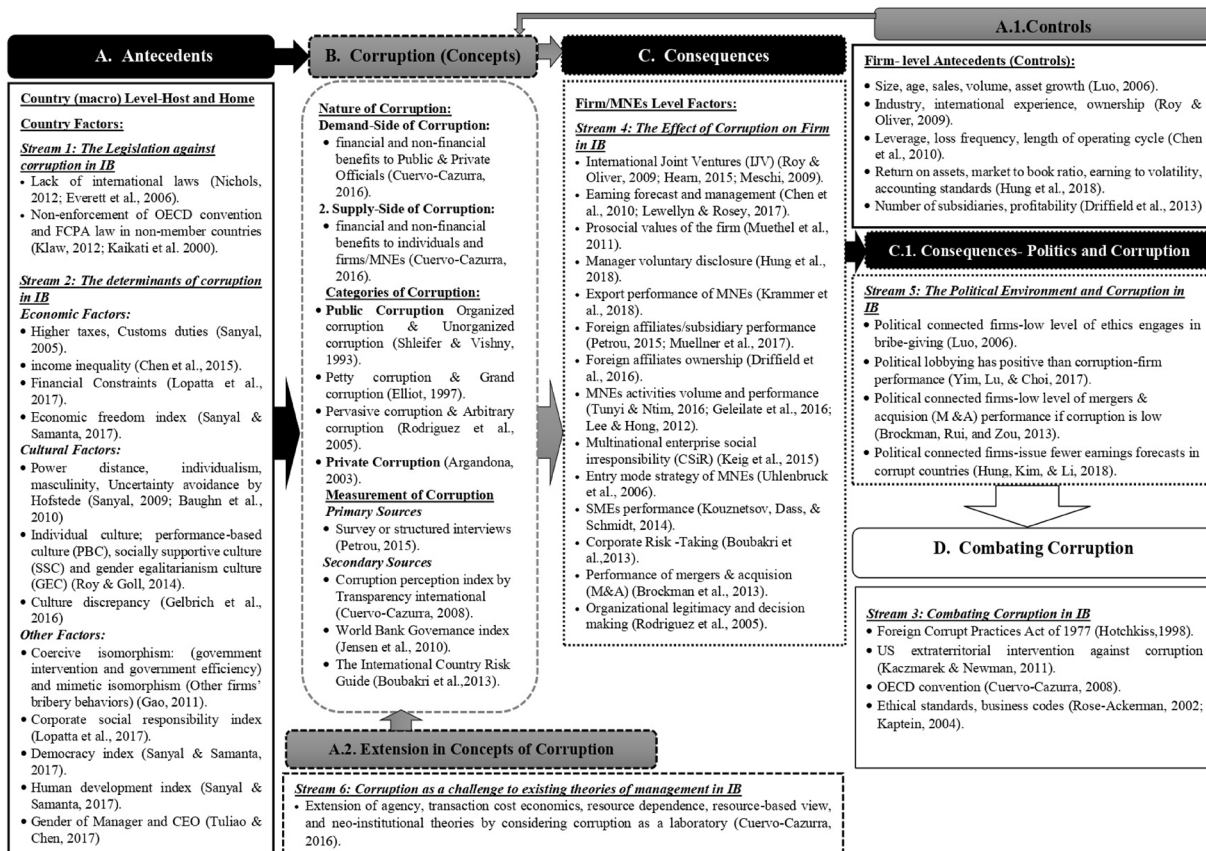 A. Antecedents
Country (macro) Level-Host and Home
Country Factors:
Stream 1: The Legislation against
corruption in IB
• Lack of international laws (Nichols,
2012; Everett et al., 2006).
• Non-enforcement of OECD convention
and FCPA law in non-member countries
(Klaw, 2012; Kaikati et al. 2000).
Stream 2: The determinants of corruption
in IB
Economic Factors:
• Higher taxes, Customs duties (Sanyal,
2005).
• income inequality (Chen et al., 2015).
• Financial Constraints (Lopatta et al.,
2017).
• Economic freedom index (Sanyal &
Samanta, 2017).
Cultural Factors:
• Power distance, individualism,
masculinity, Uncertainty avoidance by
Hofstede (Sanyal, 2009; Baughn et al.,
2010)
• Individual culture; performance-based
culture (PBC), socially supportive culture
(SSC) and gender egalitarianism culture
(GEC) (Roy & Goll, 2014).
• Culture discrepancy (Gelbrich et al.,
2016)
Other Factors:
• Coercive isomorphism: (government
intervention and government efficiency)
and mimetic isomorphism (Other firms'
bribery behaviors) (Gao, 2011).
• Corporate social responsibility index
(Lopatta et al., 2017).
• Democracy index (Sanyal & Samanta,
2017).
• Human development index (Sanyal &
Samanta, 2017).
• Gender of Manager and CEO (Tuliao &
Chen, 2017)
B. Corruption (Concepts)
Nature of Corruption:
Demand-Side of Corruption:
• financial and non-financial
benefits to Public & Private
Officials (Cuervo-Cazurra,
2016).
2. Supply-Side of Corruption:
• financial and non-financial
benefits to individuals and
firms/MNEs (Cuervo-Cazurra,
2016).
Categories of Corruption:
• Public Corruption Organized
corruption & Unorganized
corruption (Shleifer & Vishny,
1993).
• Petty corruption & Grand
corruption (Elliot, 1997).
• Pervasive corruption & Arbitrary
corruption (Rodriguez et al.,
2005).
• Private Corruption (Argandona,
2003).
Measurement of Corruption
Primary Sources
• Survey or structured interviews
(Petrou, 2015).
Secondary Sources
• Corruption perception index by
Transparency international
(Cuervo-Cazurra, 2008).
• World Bank Governance index
(Jensen et al., 2010).
• The International Country Risk
Guide (Boubakri et al.,2013).
A.2. Extension in Concepts of Corruption
Stream 6: Corruption as a challenge to existing theories of management in IB
• Extension of agency, transaction cost economics, resource dependence, resource-based view,
and neo-institutional theories by considering corruption as a laboratory (Cuervo-Cazurra,
2016).
C. Consequences
Firm/MNEs Level Factors:
Stream 4: The Effect of Corruption on Firm
in IB
• International Joint Ventures (IJV) (Roy &
Oliver, 2009; Hearn, 2015; Meschi, 2009).
• Earning forecast and management (Chen
et al., 2010; Lewellyn & Rosey, 2017).
• Prosocial values of the firm (Muethel et al.,
2011).
• Manager voluntary disclosure (Hung et al.,
2018).
• Export performance of MNEs (Krammer et
al., 2018).
• Foreign affiliates/subsidiary performance
(Petrou, 2015; Muellner et al., 2017).
• Foreign affiliates ownership (Driffield et
al., 2016).
• MNEs activities volume and performance
(Tunyi & Ntim, 2016; Geleilate et al., 2016;
Lee & Hong, 2012).
• Multinational enterprise social
irresponsibility (CSiR) (Keig et al., 2015)
• Entry mode strategy of MNEs (Uhlenbruck
et al., 2006).
• SMEs performance (Kouznetsov, Dass, &
Schmidt, 2014).
• Corporate Risk -Taking (Boubakri et
al.,2013).
• Performance of mergers & acquision
(M&A) (Brockman et al., 2013).
• Organizational legitimacy and decision
making (Rodriguez et al., 2005).
A.1.Controls
Firm- level Antecedents (Controls):
• Size, age, sales, volume, asset growth (Luo, 2006).
• Industry, international experience, ownership (Roy &
Oliver, 2009).
• Leverage, loss frequency, length of operating cycle (Chen
et al., 2010).
• Return on assets, market to book ratio, earning to volatility,
accounting standards (Hung et al., 2018).
• Number of subsidiaries, profitability (Driffield et al., 2013)
C.1. Consequences- Politics and Corruption
Stream 5: The Political Environment and Corruption in
IB
• Political connected firms-low level of ethics engages in
bribe-giving (Luo, 2006).
• Political lobbying has positive than corruption-firm
performance (Yim, Lu, & Choi, 2017).
• Political connected firms-low level of mergers &
acquision (M &A) performance if corruption is low
(Brockman, Rui, and Zou, 2013).
• Political connected firms-issue fewer earnings forecasts in
corrupt countries (Hung, Kim, & Li, 2018).
D. Combating Corruption
Stream 3: Combating Corruption in IB
• Foreign Corrupt Practices Act of 1977 (Hotchkiss,1998).
• US extraterritorial intervention against corruption
(Kaczmarek & Newman, 2011).
• OECD convention (Cuervo-Cazurra, 2008).
• Ethical standards, business codes (Rose-Ackerman, 2002;
Kaptein, 2004).